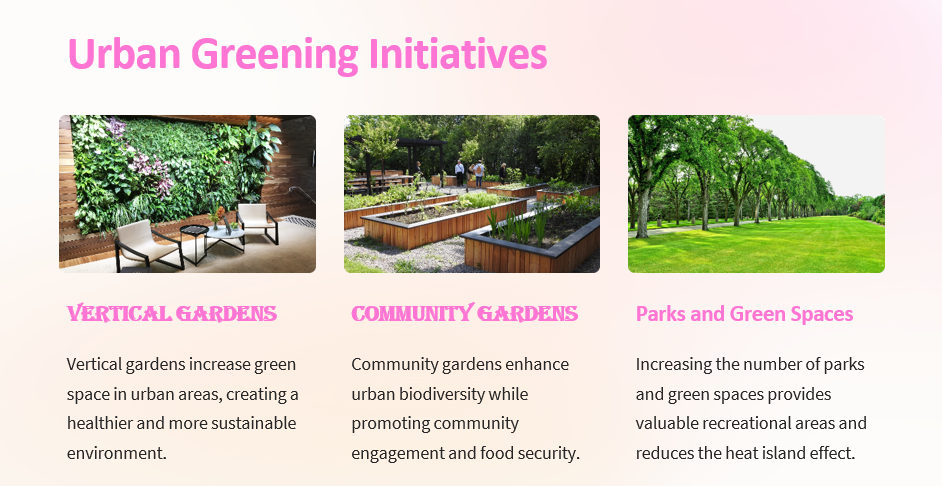 Urban Greening Initiatives
VERTICAL GARDENS
Vertical gardens increase green
space in urban areas, creating a
healthier and more sustainable
environment.
COMMUNITY GARDENS
Community gardens enhance
urban biodiversity while
promoting community
engagement and food security.
Parks and Green Spaces
Increasing the number of parks
and green spaces provides
valuable recreational areas and
reduces the heat island effect.